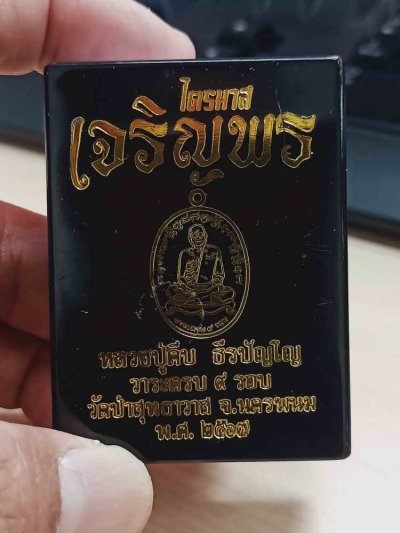 ไตรมาส
เจริญพร
หลวงปู่คืบ ธีรปัญโญ
วาระครบ ๙ รอบ
วัดป่าสุทธาวาส จ.นครพนม
พ.ศ. ๒๕๖๗